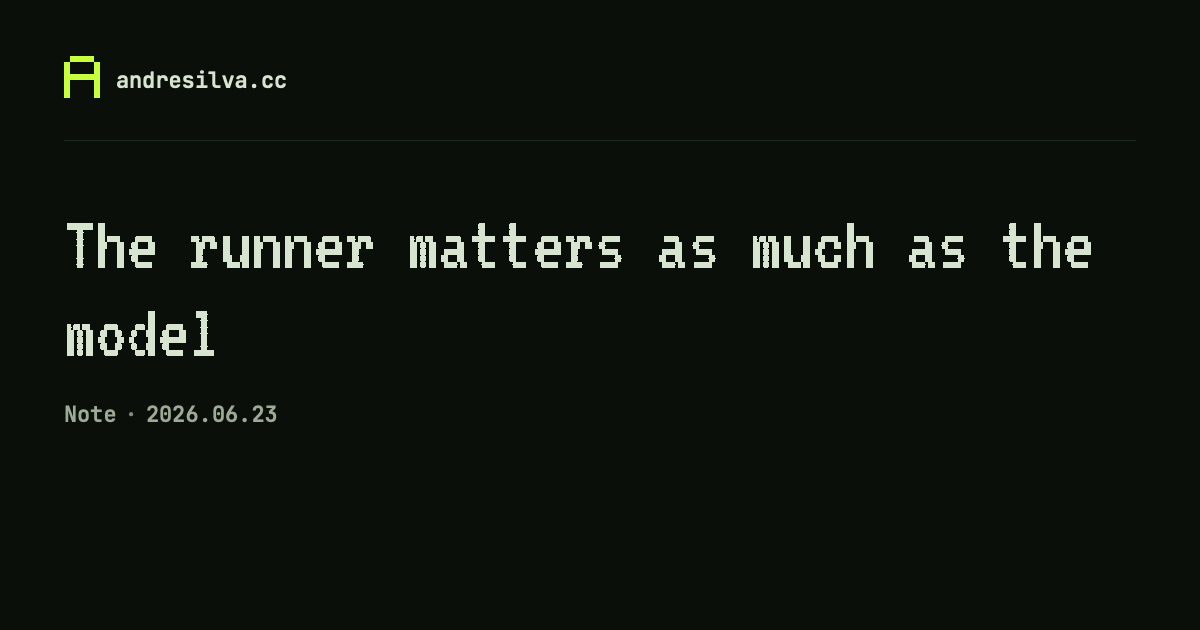 andresilva.cc
The runner matters as much as the
model
Note · 2026.06.23